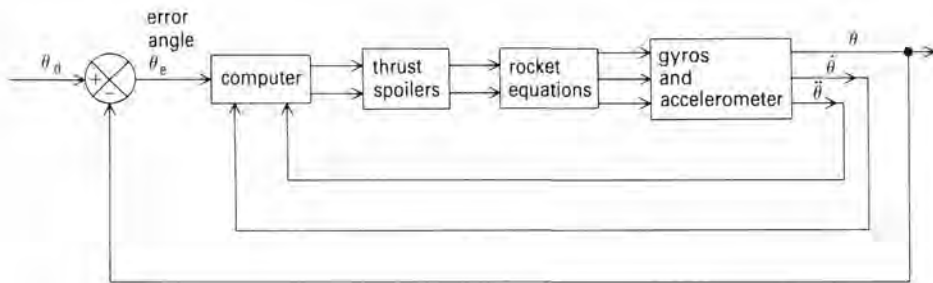 error
angle
θd
θe
+
−
computer
thrust
spoilers
rocket
equations
gyros
and
accelerometer
θ
θ̇
θ̈